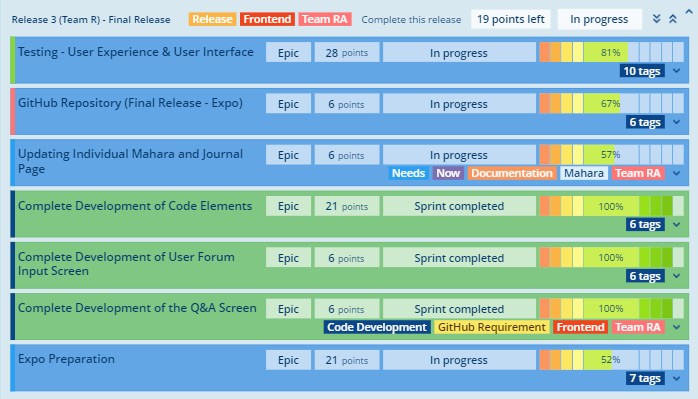 Release 3 (Team R) - Final Release Release Frontend Team RA Complete this release 19 points left In progress
Testing - User Experience & User Interface Epic 28 points In progress 81%
10 tags
GitHub Repository (Final Release - Expo) Epic 6 points In progress 67%
6 tags
Updating Individual Mahara and Journal Page Epic 6 points In progress 57%
Needs Now Documentation Mahara Team RA
Complete Development of Code Elements Epic 21 points Sprint completed 100%
6 tags
Complete Development of User Forum Input Screen Epic 6 points Sprint completed 100%
6 tags
Complete Development of the Q&A Screen Epic 6 points Sprint completed 100%
Code Development GitHub Requirement Frontend Team RA
Expo Preparation Epic 21 points In progress 52%
7 tags